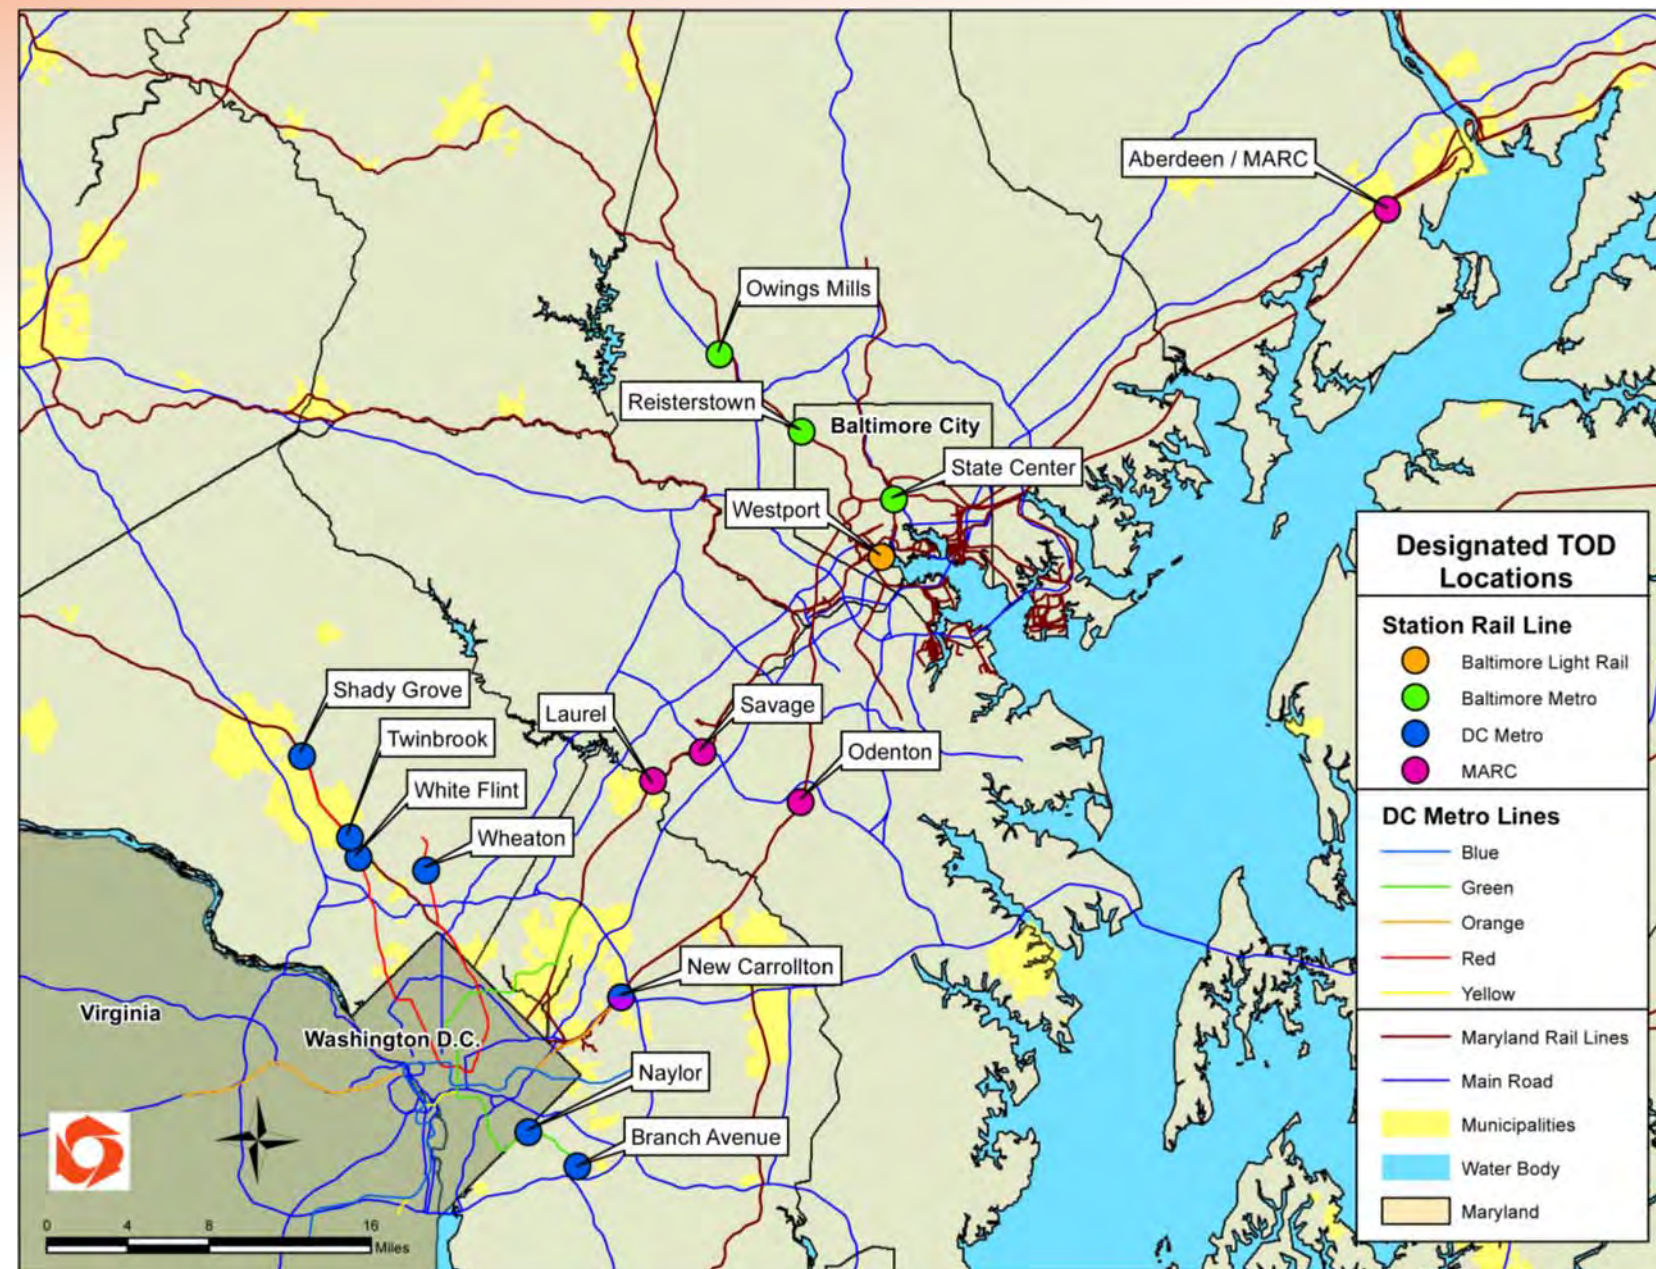 Aberdeen / MARC
Owings Mills
Reisterstown
Baltimore City
State Center
Westport
Shady Grove
Twinbrook
White Flint
Wheaton
Laurel
Savage
Odenton
New Carrollton
Virginia
Washington D.C.
Naylor
Branch Avenue
0 4 8 16
Miles
Designated TOD
Locations
Station Rail Line
Baltimore Light Rail
Baltimore Metro
DC Metro
MARC
DC Metro Lines
Blue
Green
Orange
Red
Yellow
Maryland Rail Lines
Main Road
Municipalities
Water Body
Maryland